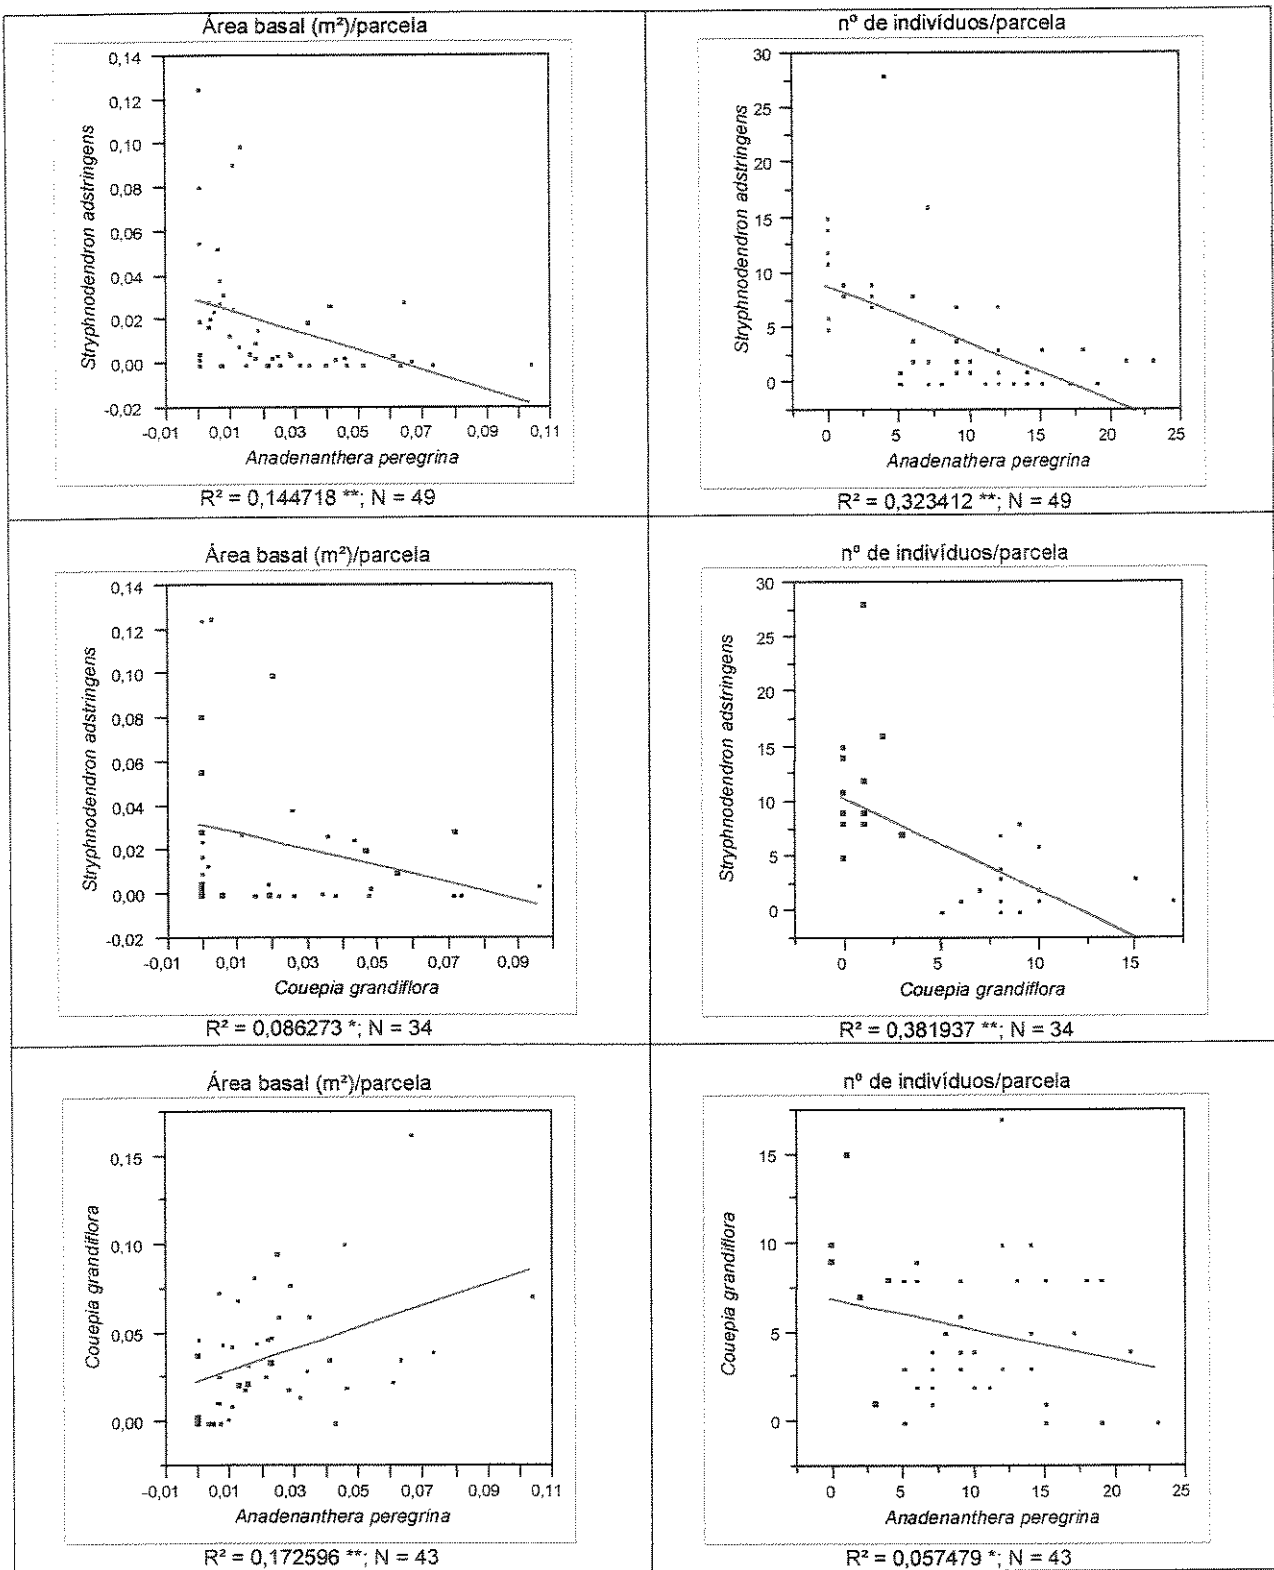 Área basal (m²)/parcela
0,14
0,12
0,10
0,08
0,06
0,04
0,02
0,00
-0,02
Stryphnodendron adstringens
-0,01 0,01 0,03 0,05 0,07 0,09 0,11
Anadenanthera peregrina
R² = 0,144718 **; N = 49
nº de indivíduos/parcela
30
25
20
15
10
5
0
Stryphnodendron adstringens
0 5 10 15 20 25
Anadenathera peregrina
R² = 0,323412 **; N = 49
Área basal (m²)/parcela
0,14
0,12
0,10
0,08
0,06
0,04
0,02
0,00
-0,02
Stryphnodendron adstringens
-0,01 0,01 0,03 0,05 0,07 0,09
Couepia grandiflora
R² = 0,086273 *; N = 34
nº de indivíduos/parcela
30
25
20
15
10
5
0
Stryphnodendron adstringens
0 5 10 15
Couepia grandiflora
R² = 0,381937 **; N = 34
Área basal (m²)/parcela
0,15
0,10
0,05
0,00
Couepia grandiflora
-0,01 0,01 0,03 0,05 0,07 0,09 0,11
Anadenanthera peregrina
R² = 0,172596 **; N = 43
nº de indivíduos/parcela
15
10
5
0
Couepia grandiflora
0 5 10 15 20 25
Anadenanthera peregrina
R² = 0,057479 *; N = 43